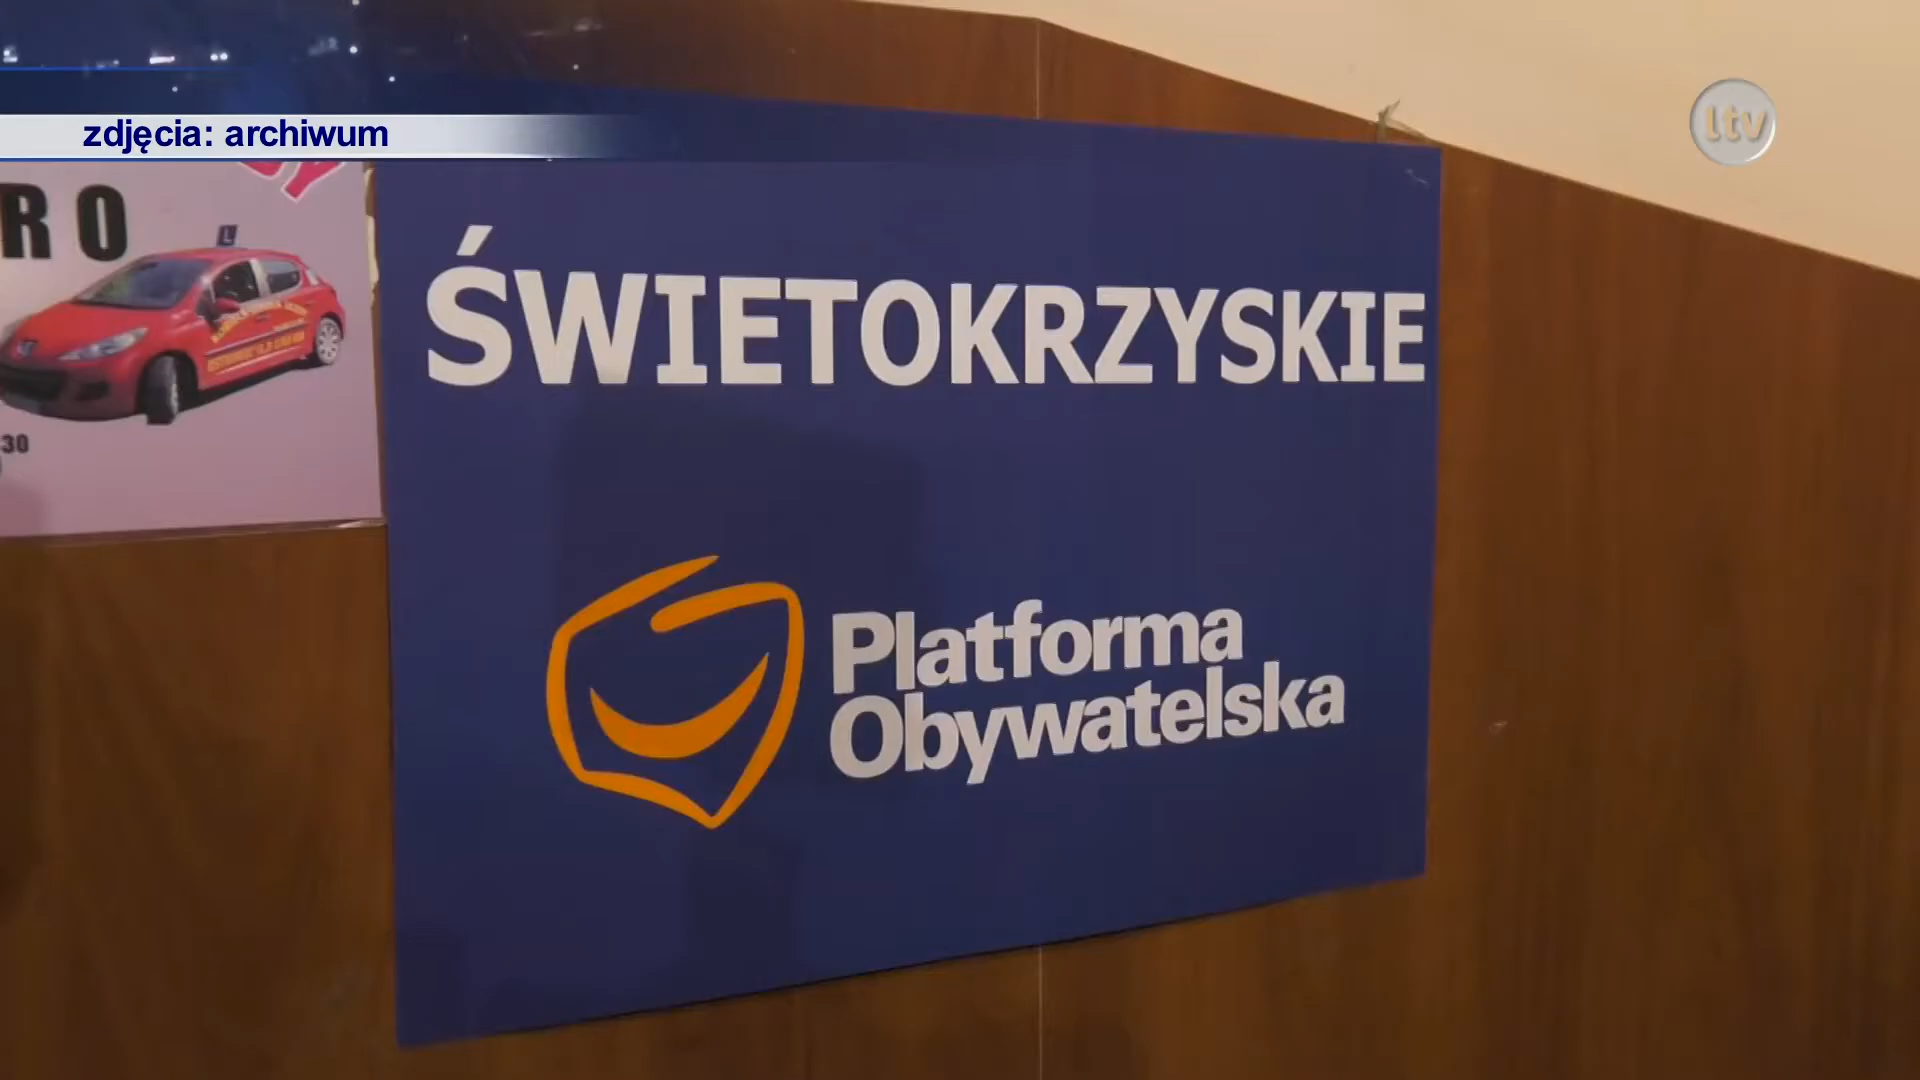 zdjęcia: archiwum
ltv
RO
L
30
ŚWIETOKRZYSKIE
Platforma
Obywatelska